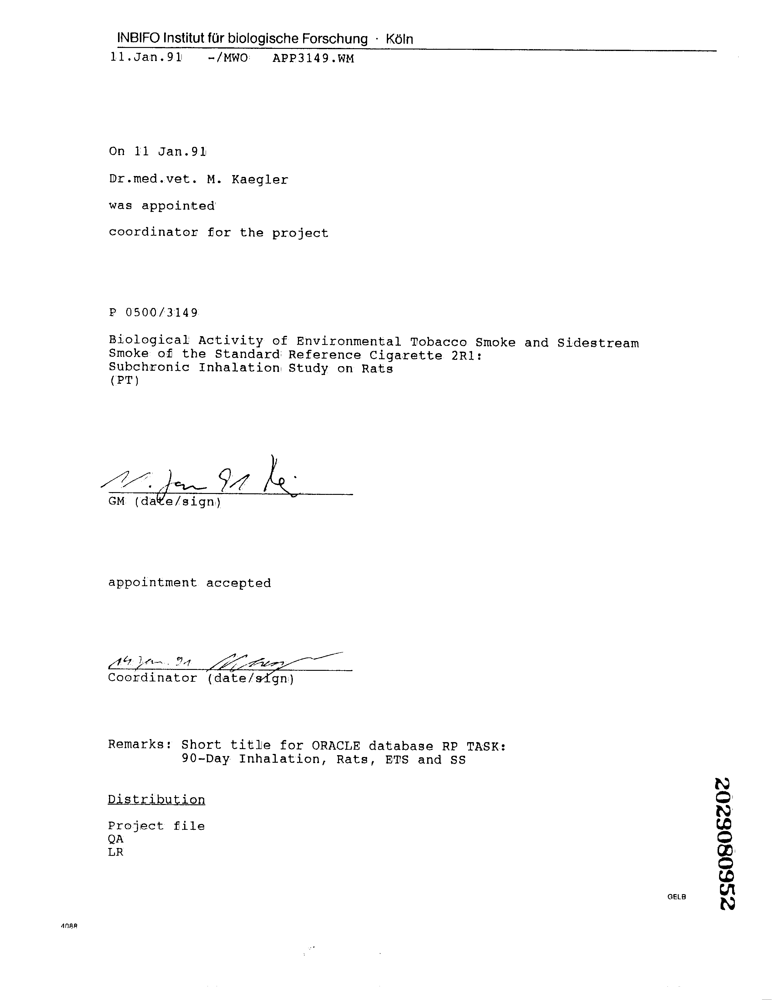 INBIFO Institut für biologische Forschung · Köln
11.Jan.91 -/MWO APP3149.WM
On 11 Jan.91
Dr.med.vet. M. Kaegler
was appointed
coordinator for the project
P 0500/3149
Biological Activity of Environmental Tobacco Smoke and Sidestream
Smoke of the Standard Reference Cigarette 2R1:
Subchronic Inhalation Study on Rats
(PT)
11. Jan 91
GM (date/sign)
appointment accepted
14 Jan. 91
Coordinator (date/sign)
Remarks: Short title for ORACLE database RP TASK:
90-Day Inhalation, Rats, ETS and SS
Distribution
Project file
QA
LR
2029080952
GELB
4088